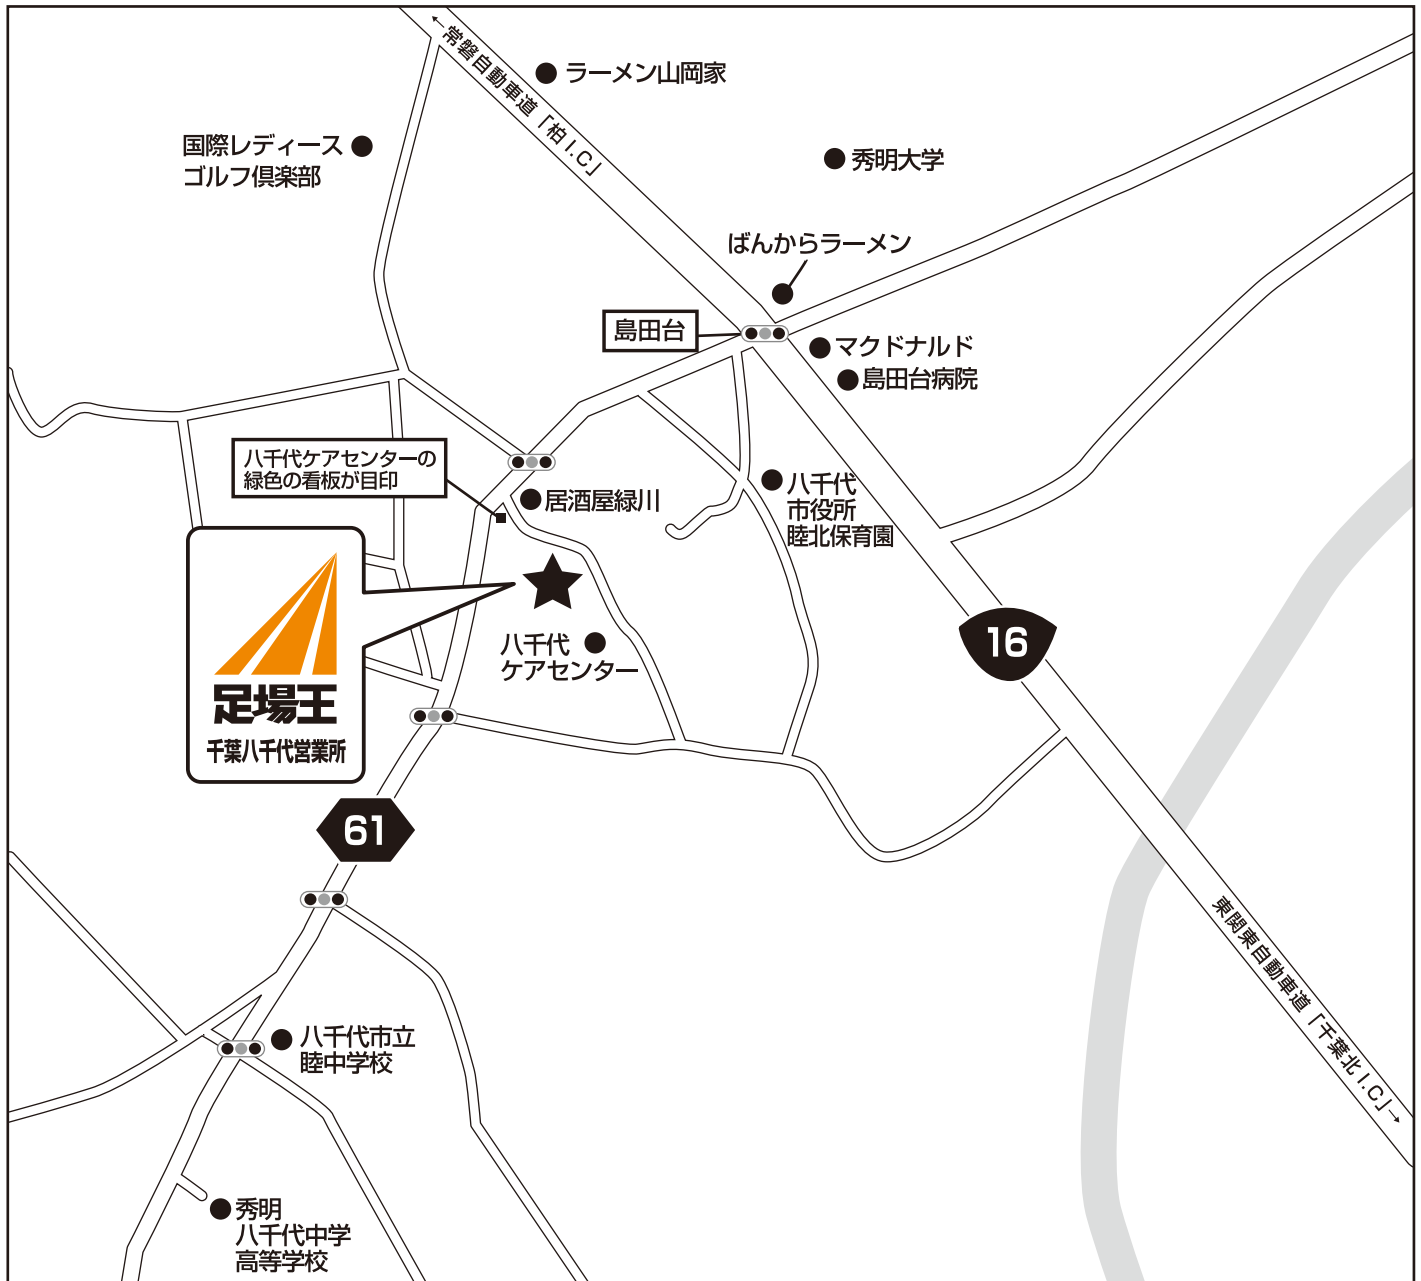 ←常磐自動車道「柏I.C」
ラーメン山岡家
国際レディース
ゴルフ倶楽部
秀明大学
ばんからラーメン
島田台
マクドナルド
島田台病院
八千代ケアセンターの
緑色の看板が目印
居酒屋緑川
八千代
市役所
睦北保育園
16
八千代
ケアセンター
足場王
千葉八千代営業所
61
東関東自動車道「千葉北I.C」→
八千代市立
睦中学校
秀明
八千代中学
高等学校